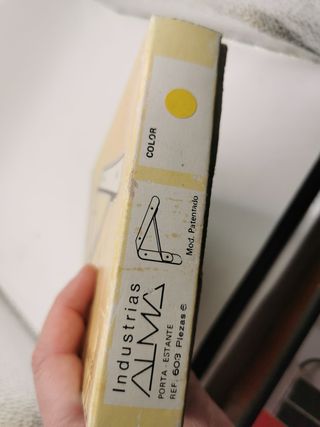 Industrias
ALMA
PORTA - ESTANTE
REF. 603 Piezas 6
Mod. Patentado
COLOR